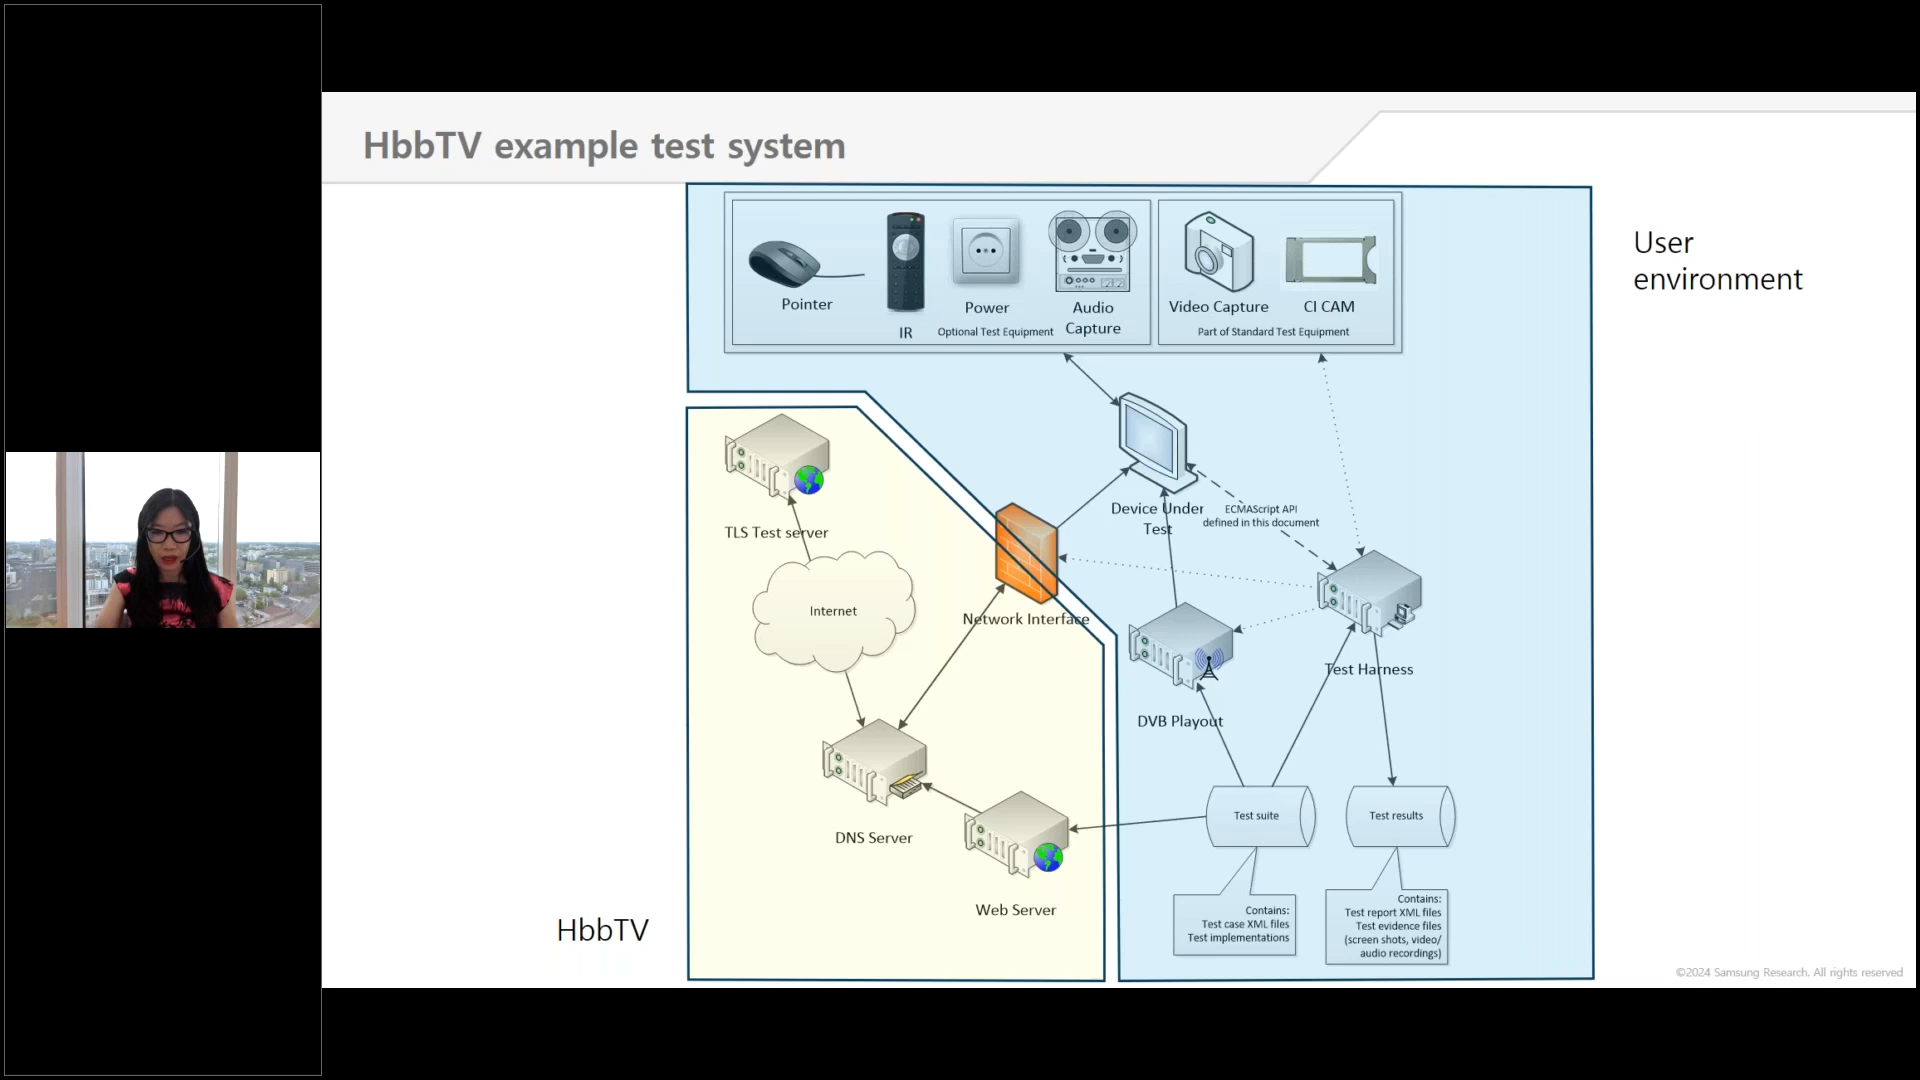 HbbTV example test system
User
environment
Pointer
IR
Power
Audio
Capture
Optional Test Equipment
Video Capture
CI CAM
Part of Standard Test Equipment
TLS Test server
Device Under
Test
ECMAScript API
defined in this document
Internet
Network Interface
Test Harness
DVB Playout
DNS Server
Test suite
Test results
Web Server
Contains:
Test case XML files
Test implementations
Contains:
Test report XML files
Test evidence files
(screen shots, video/
audio recordings)
HbbTV
©2024 Samsung Research. All rights reserved